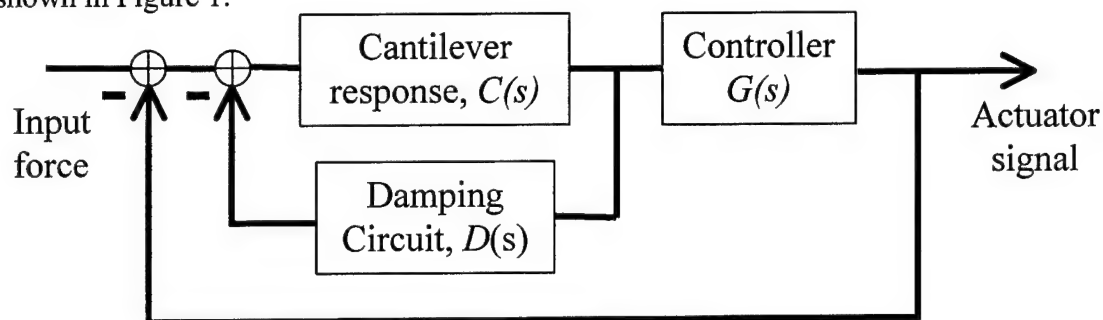 shown in Figure 1.
Cantilever
response, C(s)
Controller
G(s)
Input
force
Actuator
signal
Damping
Circuit, D(s)